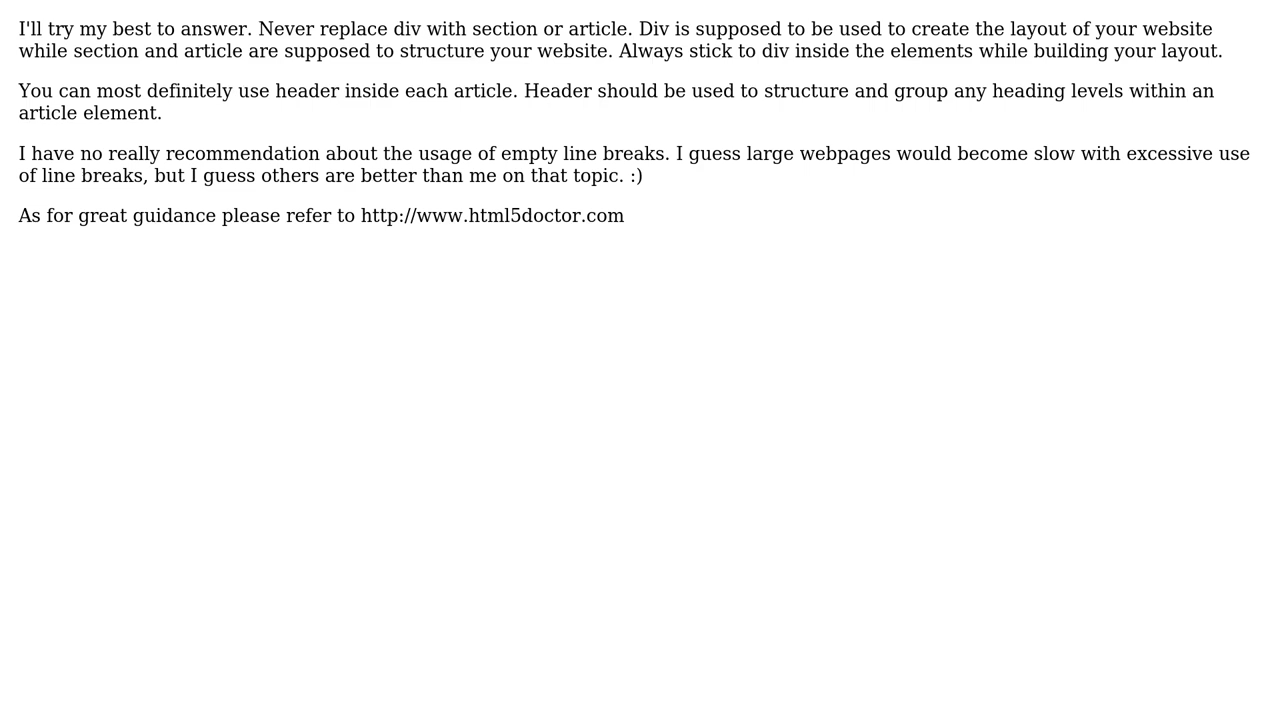 I'll try my best to answer. Never replace div with section or article. Div is supposed to be used to create the layout of your website
while section and article are supposed to structure your website. Always stick to div inside the elements while building your layout.
You can most definitely use header inside each article. Header should be used to structure and group any heading levels within an
article element.
I have no really recommendation about the usage of empty line breaks. I guess large webpages would become slow with excessive use
of line breaks, but I guess others are better than me on that topic. :)
As for great guidance please refer to http://www.html5doctor.com